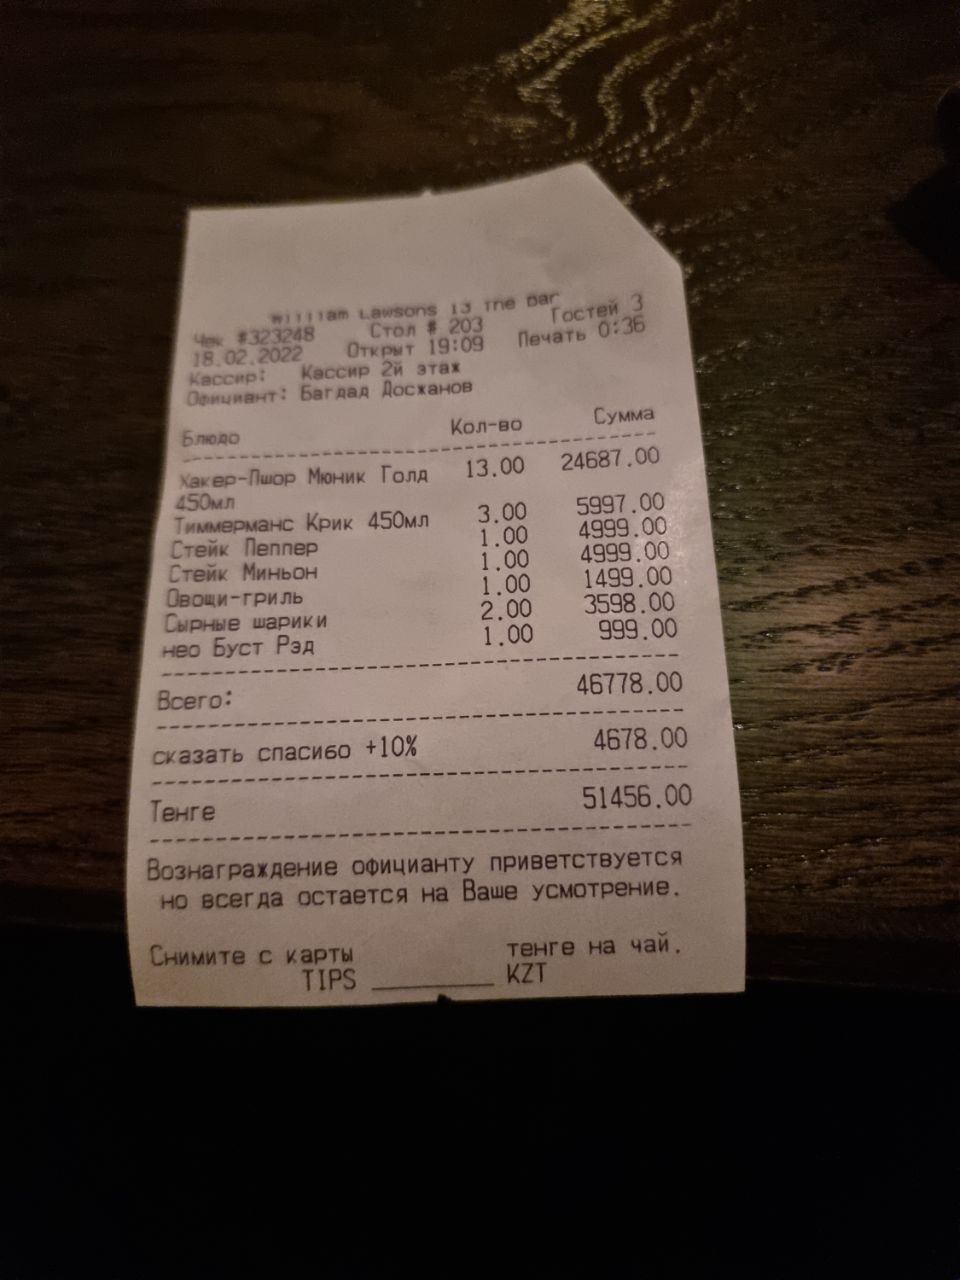 William Lawsons 13 The Bar
Чек #323248 Стол # 203 Гостей 3
18.02.2022 Открыт 19:09 Печать 0:36
Кассир: Кассир 2й этаж
Официант: Багдад Досжанов
Блюдо Кол-во Сумма
Хакер-Пшор Мюник Голд 13.00 24687.00
450мл
Тиммерманс Крик 450мл 3.00 5997.00
Стейк Пеппер 1.00 4999.00
Стейк Миньон 1.00 4999.00
Овощи-гриль 1.00 1499.00
Сырные шарики 2.00 3598.00
нео Буст Рэд 1.00 999.00
Всего: 46778.00
сказать спасибо +10% 4678.00
Тенге 51456.00
Вознаграждение официанту приветствуется
но всегда остается на Ваше усмотрение.
Снимите с карты тенге на чай.
TIPS ________ KZT